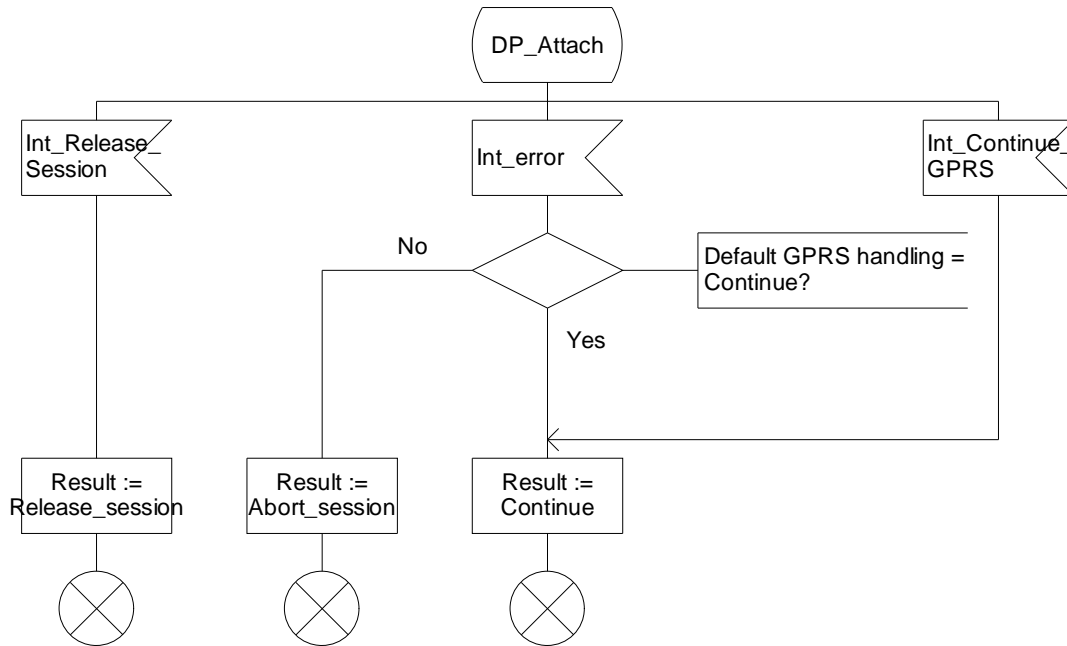 DP_Attach
Int_Release_
Session
Int_error
Int_Continue_
GPRS
No
Default GPRS handling =
Continue?
Yes
Result :=
Release_session
Result :=
Abort_session
Result :=
Continue